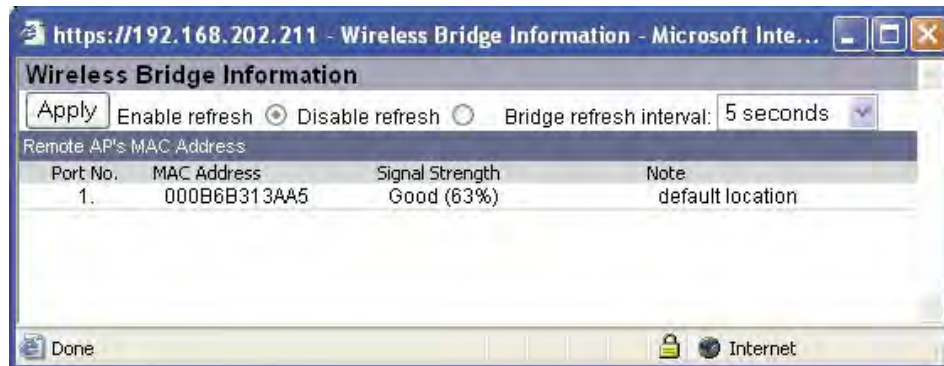 https://192.168.202.211 - Wireless Bridge Information - Microsoft Inte...
Wireless Bridge Information
Apply Enable refresh Disable refresh Bridge refresh interval: 5 seconds
Remote AP's MAC Address
Port No. MAC Address Signal Strength Note
1. 000B6B313AA5 Good (63%) default location
Done Internet